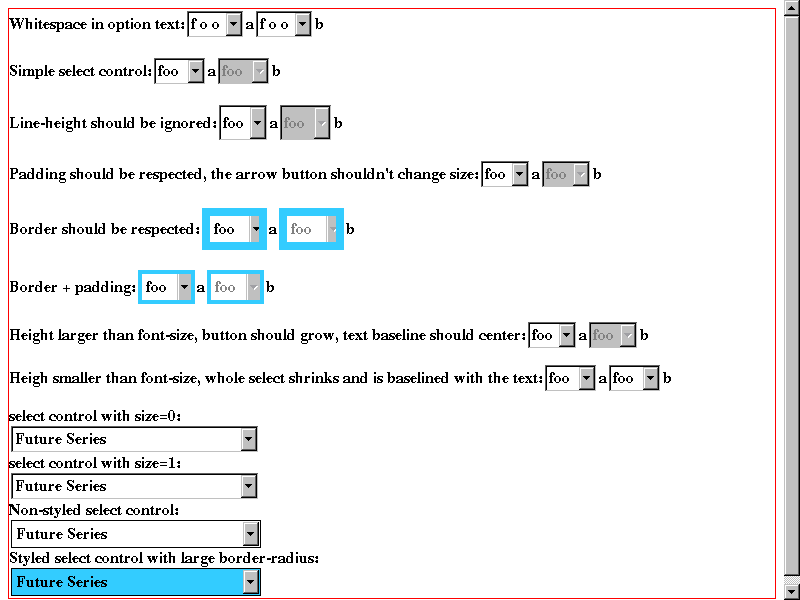 Whitespace in option text: f o o a f o o b
Simple select control: foo a foo b
Line-height should be ignored: foo a foo b
Padding should be respected, the arrow button shouldn't change size: foo a foo b
Border should be respected: foo a foo b
Border + padding: foo a foo b
Height larger than font-size, button should grow, text baseline should center: foo a foo b
Heigh smaller than font-size, whole select shrinks and is baselined with the text: foo a foo b
select control with size=0:
Future Series
select control with size=1:
Future Series
Non-styled select control:
Future Series
Styled select control with large border-radius:
Future Series